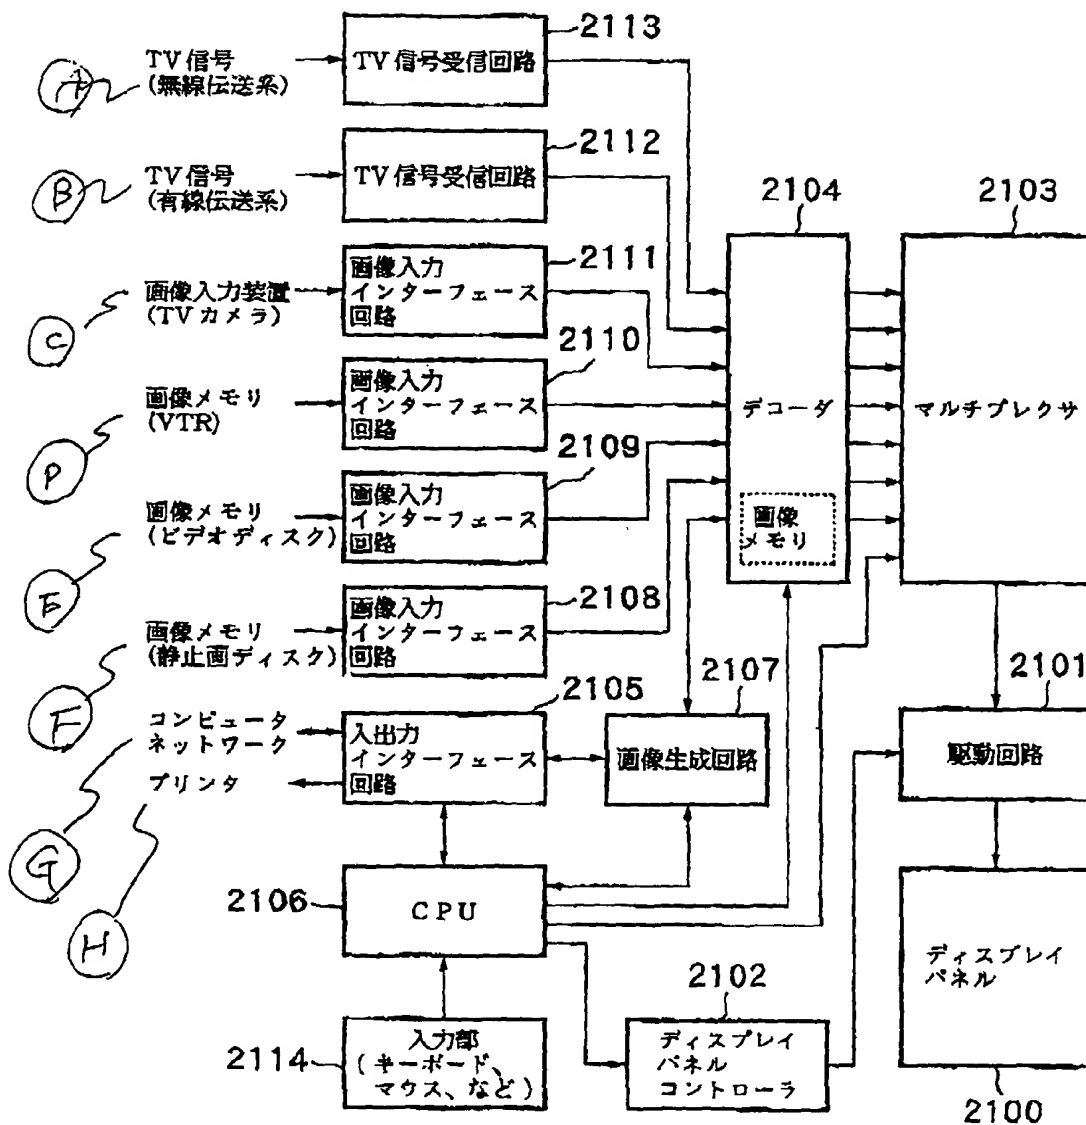 2113
TV信号
(無線伝送系)
TV信号受信回路
A
2112
TV信号
(有線伝送系)
TV信号受信回路
B
2104
2103
2111
画像入力
インターフェース
回路
画像入力装置
(TVカメラ)
C
2110
画像入力
インターフェース
回路
画像メモリ
(VTR)
デコーダ
マルチプレクサ
2109
画像入力
インターフェース
回路
画像メモリ
(ビデオディスク)
E
画像
メモリ
2108
画像入力
インターフェース
回路
画像メモリ
(静止画ディスク)
F
2107
2101
2105
コンピュータ
ネットワーク
プリンタ
入出力
インターフェース
回路
画像生成回路
駆動回路
G
H
2106
CPU
ディスプレイ
パネル
2102
2114
入力部
(キーボード、
マウス、など)
ディスプレイ
パネル
コントローラ
2100